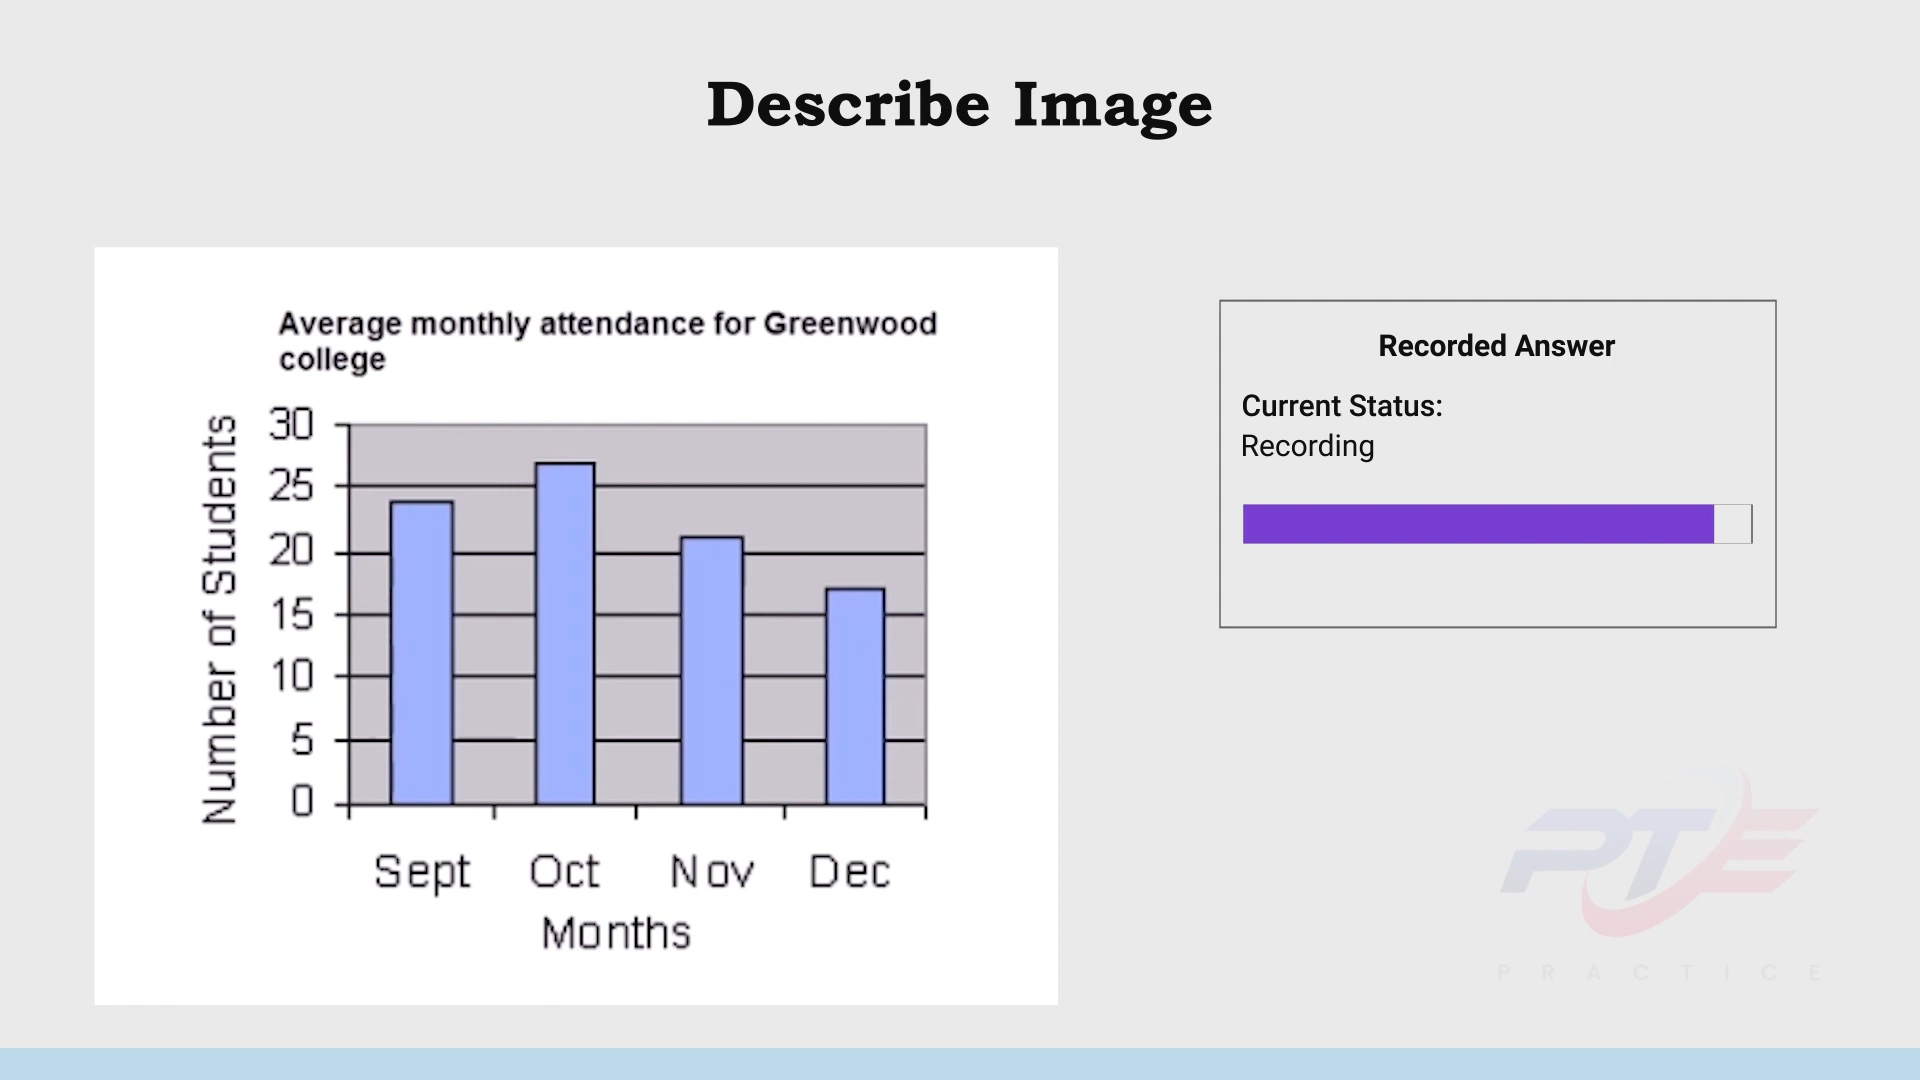 Describe Image
Average monthly attendance for Greenwood
college
Number of Students
30
25
20
15
10
5
0
Sept Oct Nov Dec
Months
Recorded Answer
Current Status:
Recording
PTE
PRACTICE